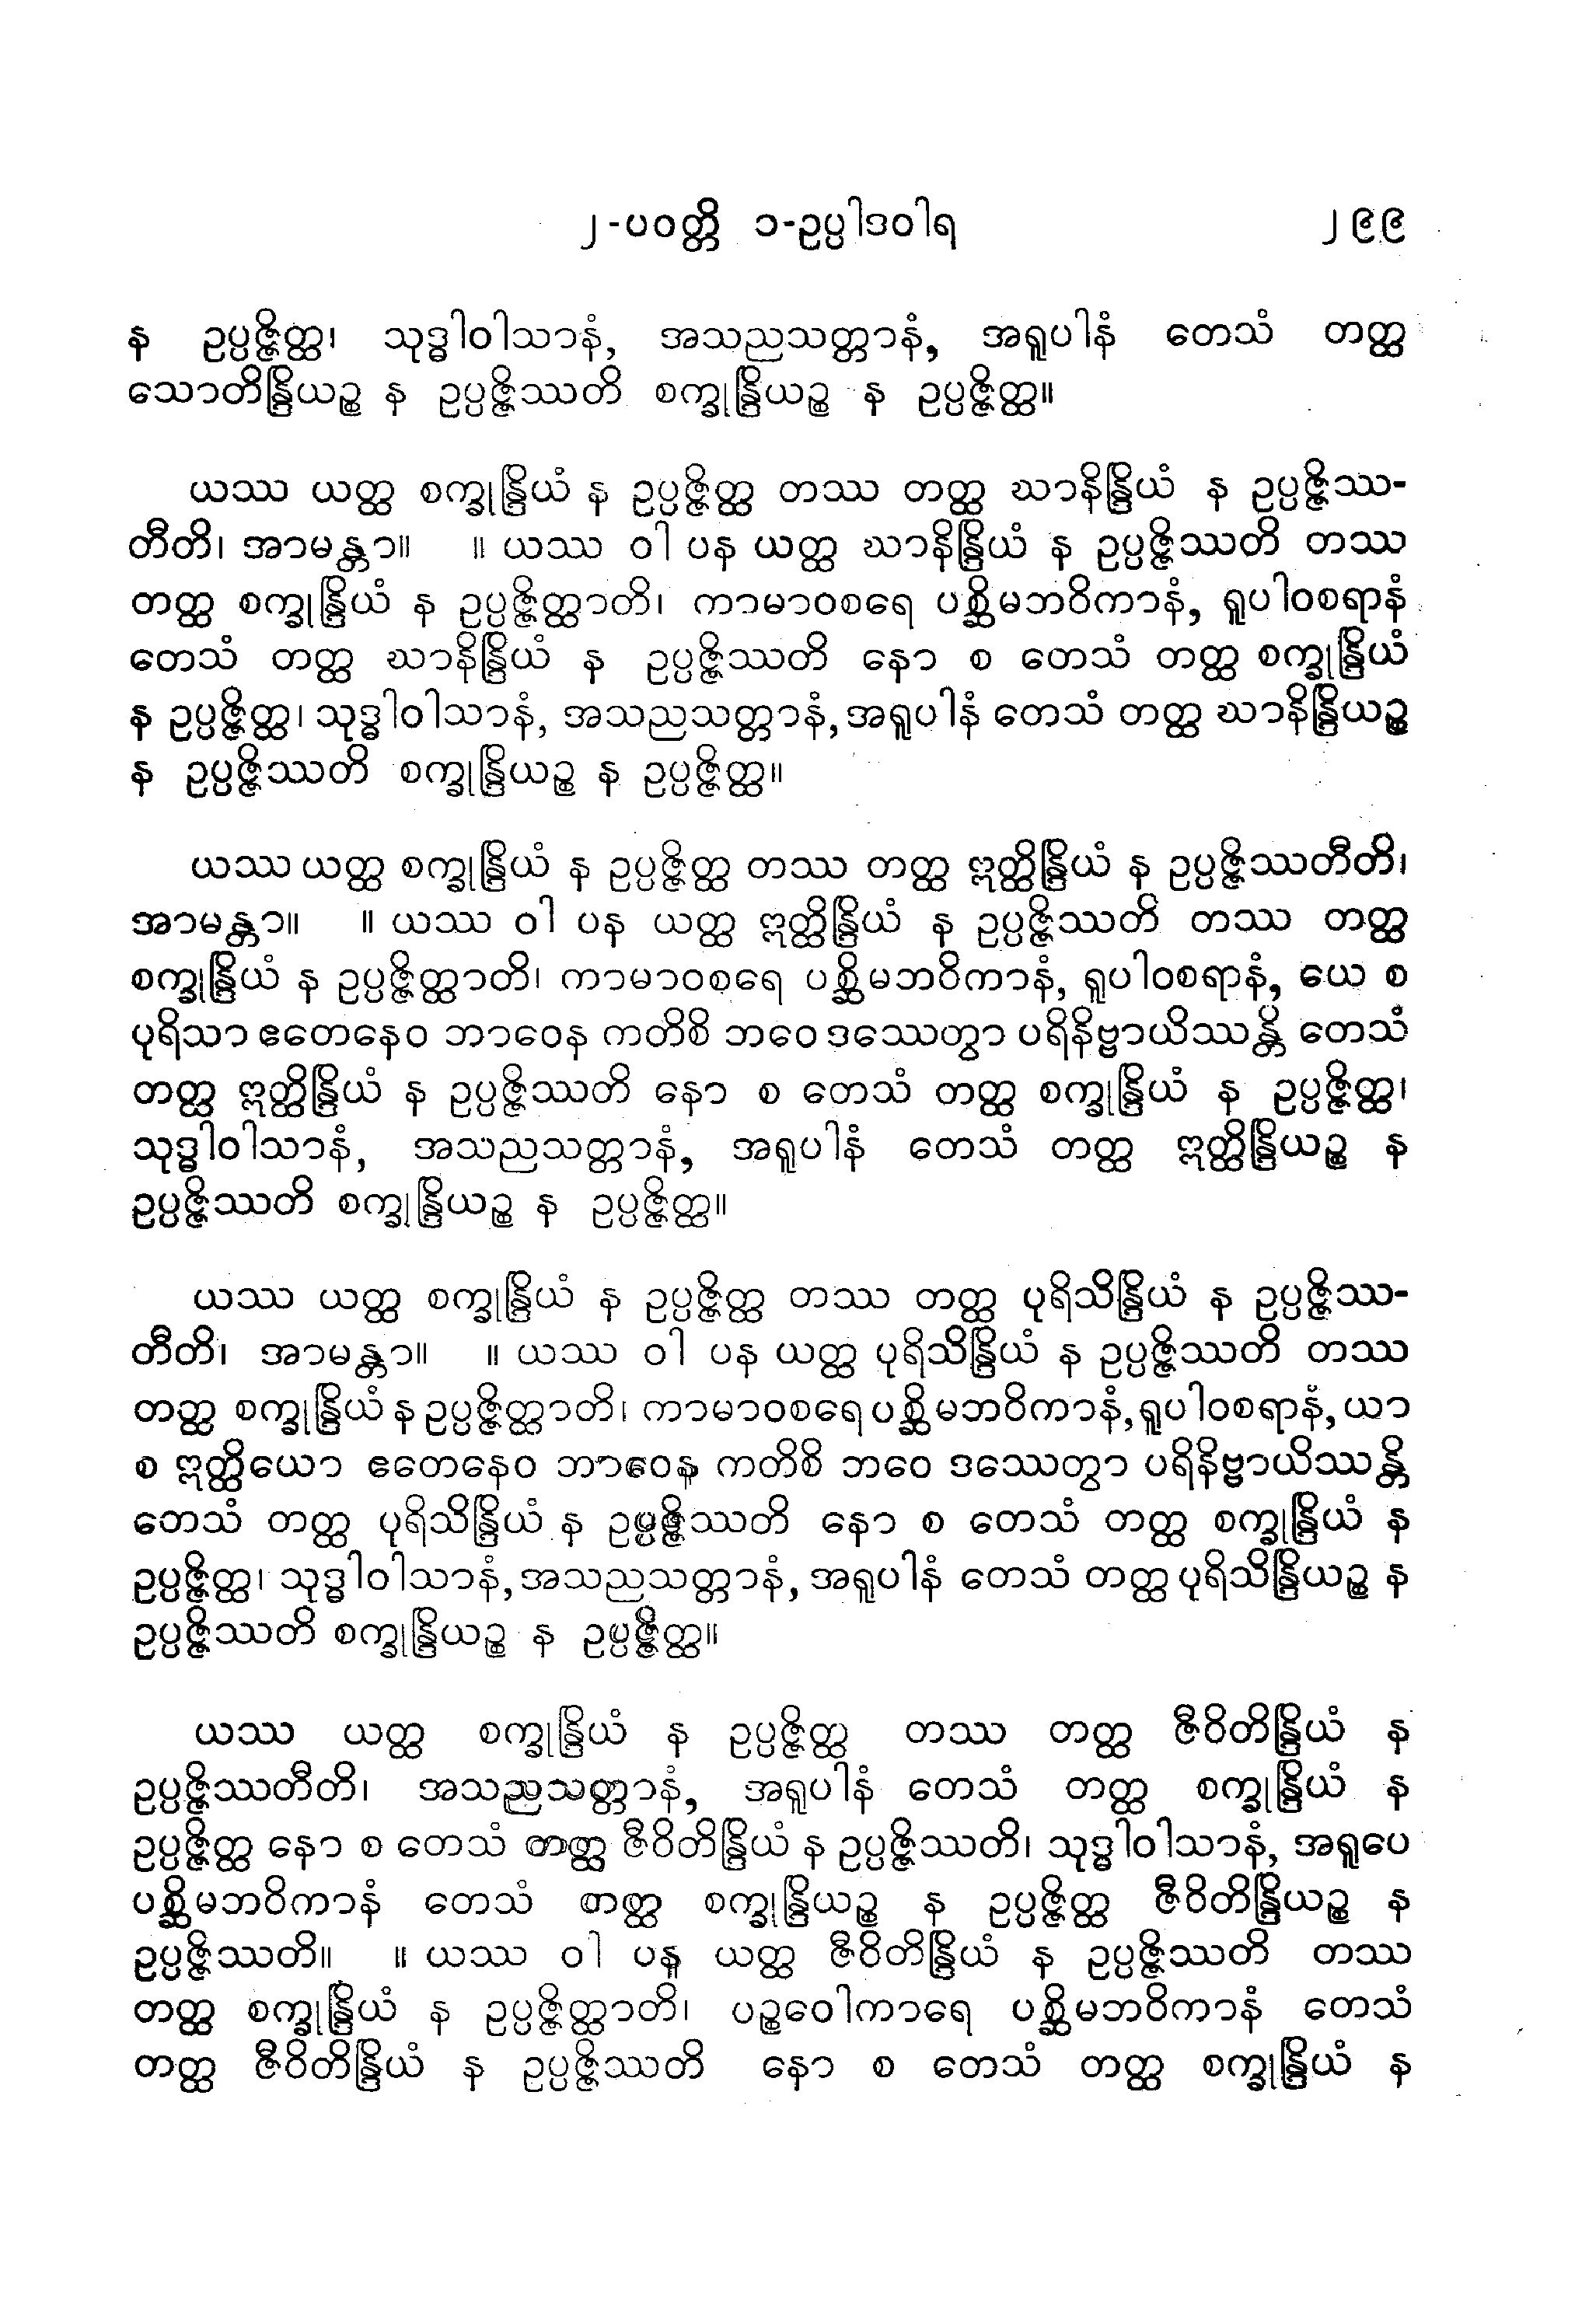 ၂-ပဝတ္တိ ၁-ဥပ္ပါဒဝါရ ၂၉၉
န ဥပ္ပဇ္ဇိတ္ထ၊ သုဒ္ဓါဝါသာနံ, အသညသတ္တာနံ, အရူပါနံ တေသံ တတ္ထ
သောတိန္ဒြိယဉ္စ န ဥပ္ပဇ္ဇိဿတိ စက္ခုန္ဒြိယဉ္စ န ဥပ္ပဇ္ဇိတ္ထ။
ယဿ ယတ္ထ စက္ခုန္ဒြိယံ န ဥပ္ပဇ္ဇိတ္ထ တဿ တတ္ထ ဃာနိန္ဒြိယံ န ဥပ္ပဇ္ဇိဿ-
တီတိ၊ အာမန္တာ။ ။ ယဿ ဝါ ပန ယတ္ထ ဃာနိန္ဒြိယံ န ဥပ္ပဇ္ဇိဿတိ တဿ
တတ္ထ စက္ခုန္ဒြိယံ န ဥပ္ပဇ္ဇိတ္ထာတိ၊ ကာမာဝစရေ ပစ္ဆိမဘဝိကာနံ, ရူပါဝစရာနံ
တေသံ တတ္ထ ဃာနိန္ဒြိယံ န ဥပ္ပဇ္ဇိဿတိ နော စ တေသံ တတ္ထ စက္ခုန္ဒြိယံ
န ဥပ္ပဇ္ဇိတ္ထ၊ သုဒ္ဓါဝါသာနံ, အသညသတ္တာနံ, အရူပါနံ တေသံ တတ္ထ ဃာနိန္ဒြိယဉ္စ
န ဥပ္ပဇ္ဇိဿတိ စက္ခုန္ဒြိယဉ္စ န ဥပ္ပဇ္ဇိတ္ထ။
ယဿ ယတ္ထ စက္ခုန္ဒြိယံ န ဥပ္ပဇ္ဇိတ္ထ တဿ တတ္ထ ဣတ္ထိန္ဒြိယံ န ဥပ္ပဇ္ဇိဿတီတိ၊
အာမန္တာ။ ။ ယဿ ဝါ ပန ယတ္ထ ဣတ္ထိန္ဒြိယံ န ဥပ္ပဇ္ဇိဿတိ တဿ တတ္ထ
စက္ခုန္ဒြိယံ န ဥပ္ပဇ္ဇိတ္ထာတိ၊ ကာမာဝစရေ ပစ္ဆိမဘဝိကာနံ, ရူပါဝစရာနံ, ယေ စ
ပုရိသာ ဧတေနေဝ ဘာဝေန ကတိစိ ဘဝေ ဒဿေတွာ ပရိနိဗ္ဗာယိဿန္တိ တေသံ
တတ္ထ ဣတ္ထိန္ဒြိယံ န ဥပ္ပဇ္ဇိဿတိ နော စ တေသံ တတ္ထ စက္ခုန္ဒြိယံ န ဥပ္ပဇ္ဇိတ္ထ၊
သုဒ္ဓါဝါသာနံ, အသညသတ္တာနံ, အရူပါနံ တေသံ တတ္ထ ဣတ္ထိန္ဒြိယဉ္စ န
ဥပ္ပဇ္ဇိဿတိ စက္ခုန္ဒြိယဉ္စ န ဥပ္ပဇ္ဇိတ္ထ။
ယဿ ယတ္ထ စက္ခုန္ဒြိယံ န ဥပ္ပဇ္ဇိတ္ထ တဿ တတ္ထ ပုရိသိန္ဒြိယံ န ဥပ္ပဇ္ဇိဿ-
တီတိ၊ အာမန္တာ။ ။ ယဿ ဝါ ပန ယတ္ထ ပုရိသိန္ဒြိယံ န ဥပ္ပဇ္ဇိဿတိ တဿ
တတ္ထ စက္ခုန္ဒြိယံ န ဥပ္ပဇ္ဇိတ္ထာတိ၊ ကာမာဝစရေ ပစ္ဆိမဘဝိကာနံ, ရူပါဝစရာနံ, ယာ
စ ဣတ္ထိယော ဧတေနေဝ ဘာဝေန ကတိစိ ဘဝေ ဒဿေတွာ ပရိနိဗ္ဗာယိဿန္တိ
တေသံ တတ္ထ ပုရိသိန္ဒြိယံ န ဥပ္ပဇ္ဇိဿတိ နော စ တေသံ တတ္ထ စက္ခုန္ဒြိယံ န
ဥပ္ပဇ္ဇိတ္ထ၊ သုဒ္ဓါဝါသာနံ, အသညသတ္တာနံ, အရူပါနံ တေသံ တတ္ထ ပုရိသိန္ဒြိယဉ္စ န
ဥပ္ပဇ္ဇိဿတိ စက္ခုန္ဒြိယဉ္စ န ဥပ္ပဇ္ဇိတ္ထ။
ယဿ ယတ္ထ စက္ခုန္ဒြိယံ န ဥပ္ပဇ္ဇိတ္ထ တဿ တတ္ထ ဇီဝိတိန္ဒြိယံ န
ဥပ္ပဇ္ဇိဿတီတိ၊ အသညသတ္တာနံ, အရူပါနံ တေသံ တတ္ထ စက္ခုန္ဒြိယံ န
ဥပ္ပဇ္ဇိတ္ထ နော စ တေသံ တတ္ထ ဇီဝိတိန္ဒြိယံ န ဥပ္ပဇ္ဇိဿတိ၊ သုဒ္ဓါဝါသာနံ, အရူပေ
ပစ္ဆိမဘဝိကာနံ တေသံ တတ္ထ စက္ခုန္ဒြိယဉ္စ န ဥပ္ပဇ္ဇိတ္ထ ဇီဝိတိန္ဒြိယဉ္စ န
ဥပ္ပဇ္ဇိဿတိ။ ။ ယဿ ဝါ ပန ယတ္ထ ဇီဝိတိန္ဒြိယံ န ဥပ္ပဇ္ဇိဿတိ တဿ
တတ္ထ စက္ခုန္ဒြိယံ န ဥပ္ပဇ္ဇိတ္ထာတိ၊ ပဉ္စဝေါကာရေ ပစ္ဆိမဘဝိကာနံ တေသံ
တတ္ထ ဇီဝိတိန္ဒြိယံ န ဥပ္ပဇ္ဇိဿတိ နော စ တေသံ တတ္ထ စက္ခုန္ဒြိယံ န